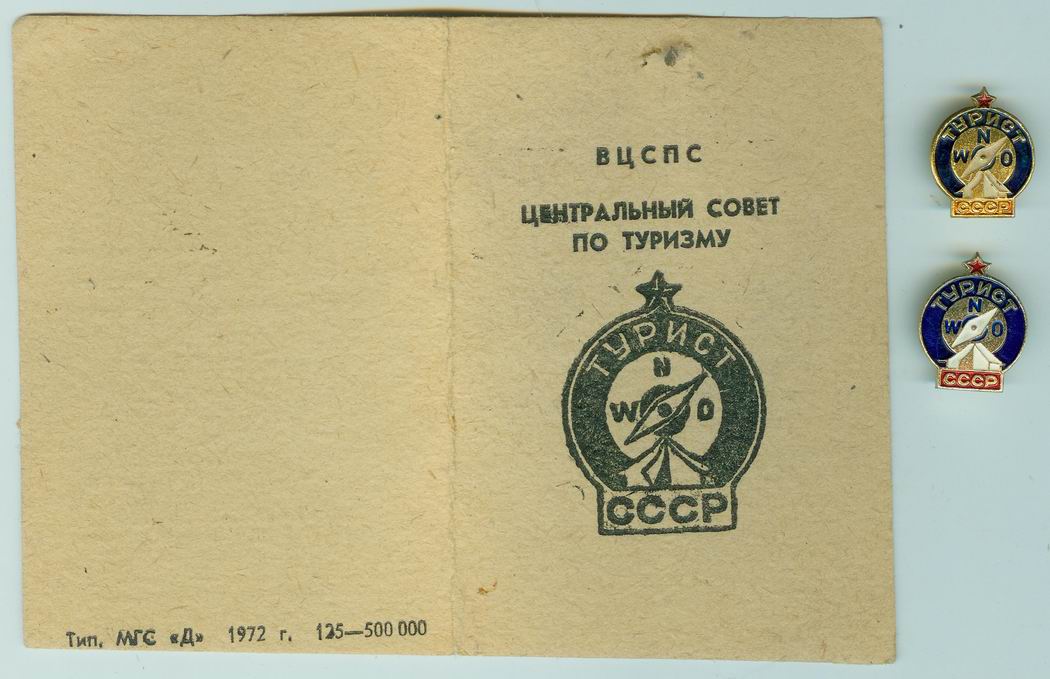 ВЦСПС
ЦЕНТРАЛЬНЫЙ СОВЕТ
ПО ТУРИЗМУ
ТУРИСТ
N
W O
СССР
Тип. МГС «Д» 1972 г. 125—500 000
ТУРИСТ
N
W O
СССР
ТУРИСТ
N
W O
СССР